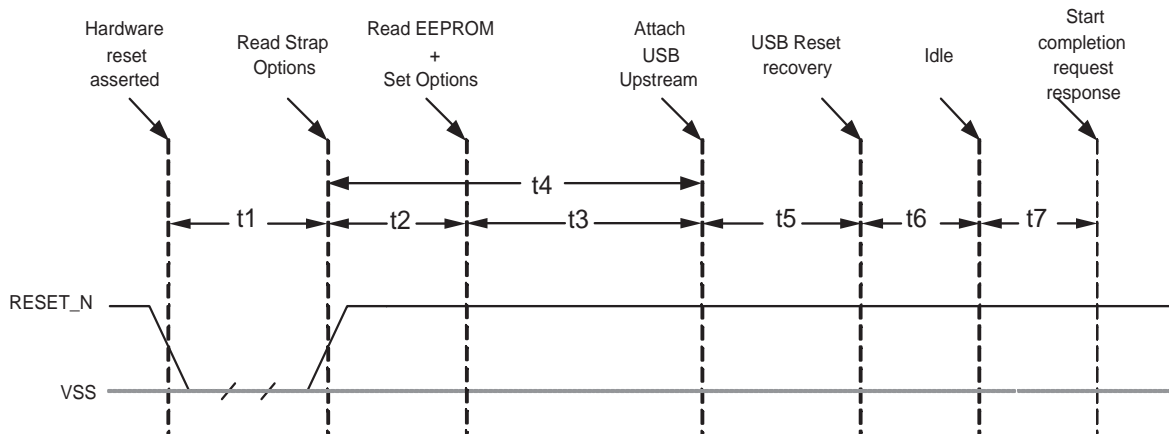 Hardware
reset
asserted
Read Strap
Options
Read EEPROM
+
Set Options
Attach
USB
Upstream
USB Reset
recovery
Idle
Start
completion
request
response
t4
t1
t2
t3
t5
t6
t7
RESET_N
VSS